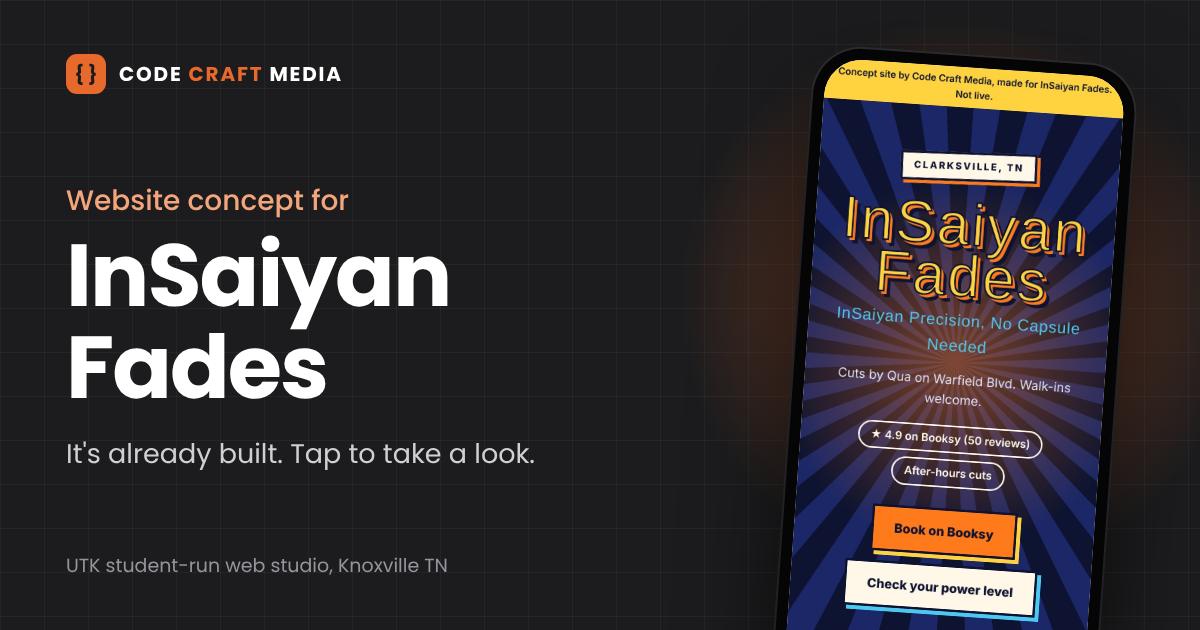 { } CODE CRAFT MEDIA
Website concept for
InSaiyan
Fades
It's already built. Tap to take a look.
UTK student-run web studio, Knoxville TN
Concept site by Code Craft Media, made for InSaiyan Fades.
Not live.
CLARKSVILLE, TN
InSaiyan
Fades
InSaiyan Precision, No Capsule
Needed
Cuts by Qua on Warfield Blvd. Walk-ins
welcome.
★ 4.9 on Booksy (50 reviews)
After-hours cuts
Book on Booksy
Check your power level